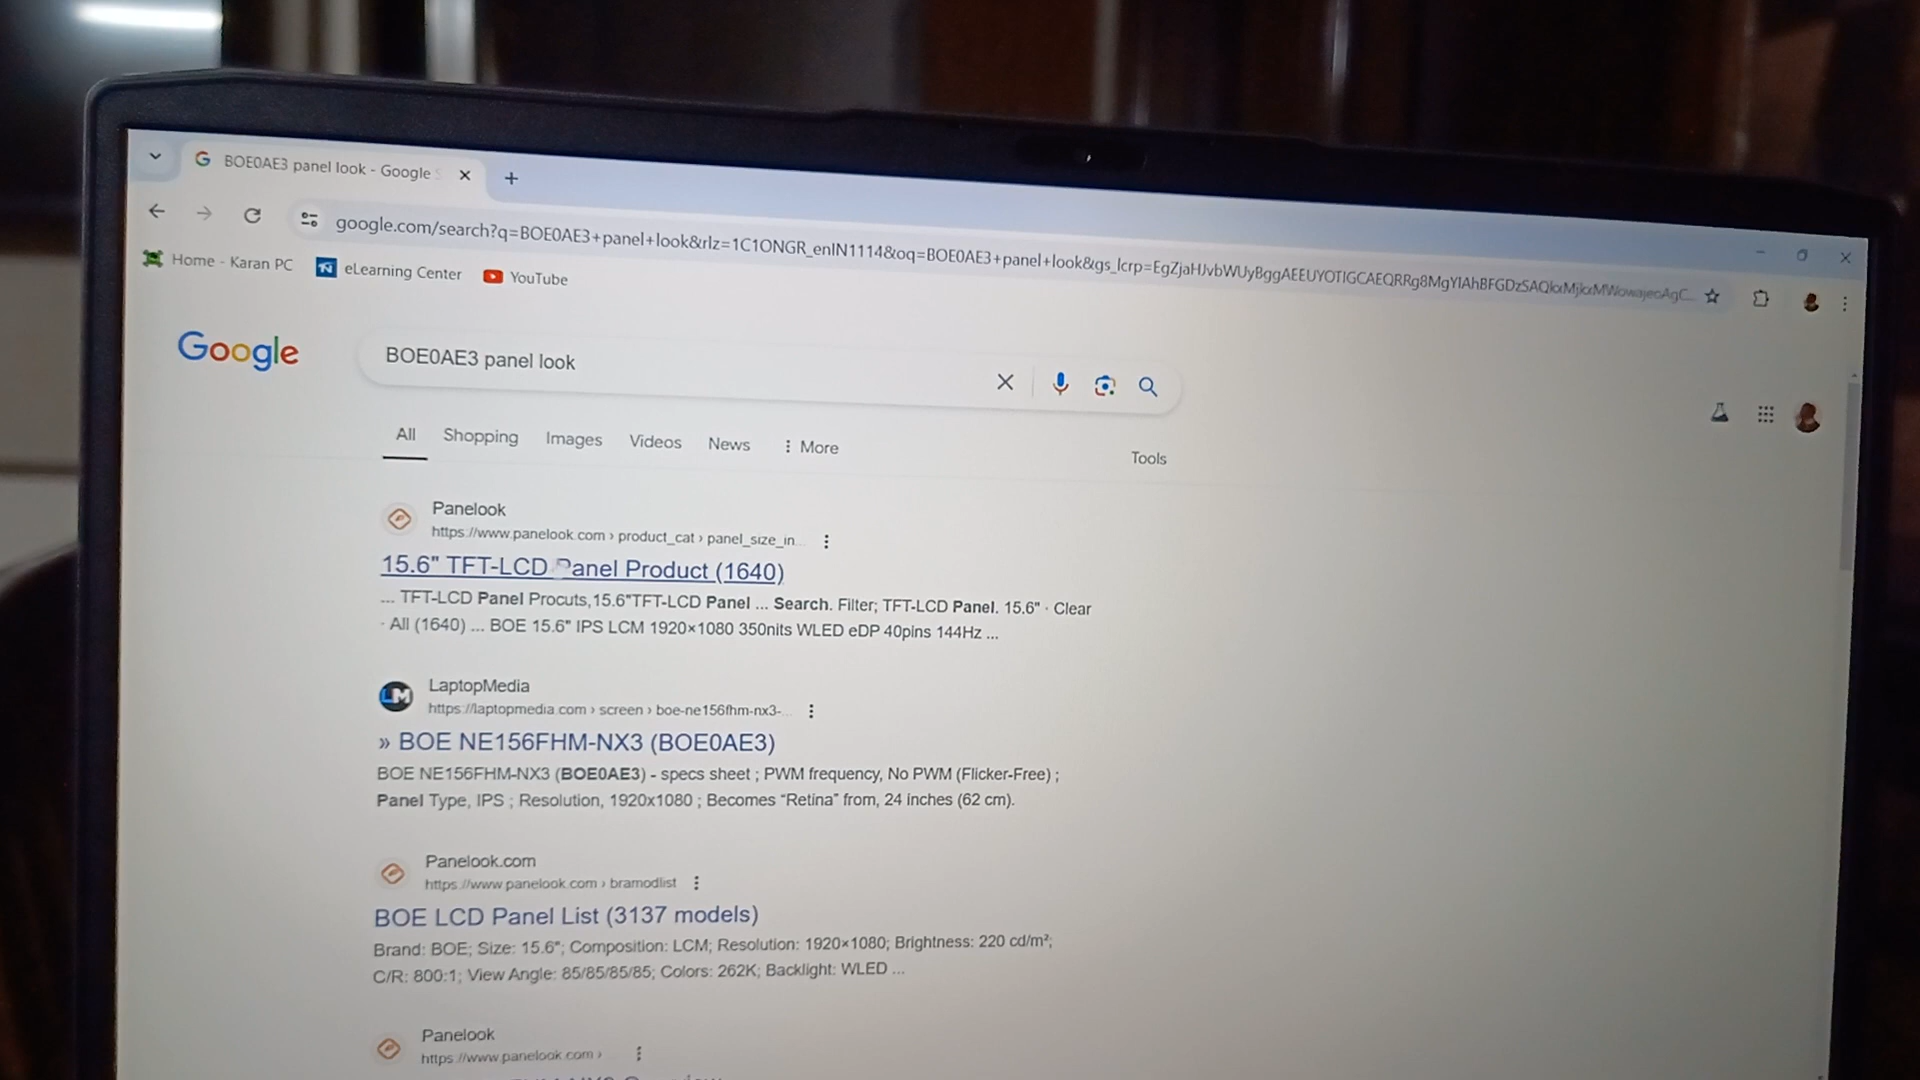 BOE0AE3 panel look - Google S
google.com/search?q=BOE0AE3+panel+look&rlz=1C1ONGR_enIN1114&oq=BOE0AE3+panel+look&gs_lcrp=
Home - Karan PC
eLearning Center
YouTube
Google
BOE0AE3 panel look
All Shopping Images Videos News More
Tools
Panelook
https://www.panelook.com › product_cat › panel_size_in...
15.6" TFT-LCD Panel Product (1640)
... TFT-LCD Panel Procuts,15.6"TFT-LCD Panel ... Search. Filter; TFT-LCD Panel. 15.6" · Clear
· All (1640) ... BOE 15.6" IPS LCM 1920×1080 350nits WLED eDP 40pins 144Hz ...
LM
LaptopMedia
https://laptopmedia.com › screen › boe-ne156fhm-nx3-...
» BOE NE156FHM-NX3 (BOE0AE3)
BOE NE156FHM-NX3 (BOE0AE3) - specs sheet ; PWM frequency, No PWM (Flicker-Free) ;
Panel Type, IPS ; Resolution, 1920x1080 ; Becomes “Retina” from, 24 inches (62 cm).
Panelook.com
https://www.panelook.com › bramodlist
BOE LCD Panel List (3137 models)
Brand: BOE; Size: 15.6"; Composition: LCM; Resolution: 1920×1080; Brightness: 220 cd/m²;
C/R: 800:1; View Angle: 85/85/85/85; Colors: 262K; Backlight: WLED ...
Panelook
https://www.panelook.com ›